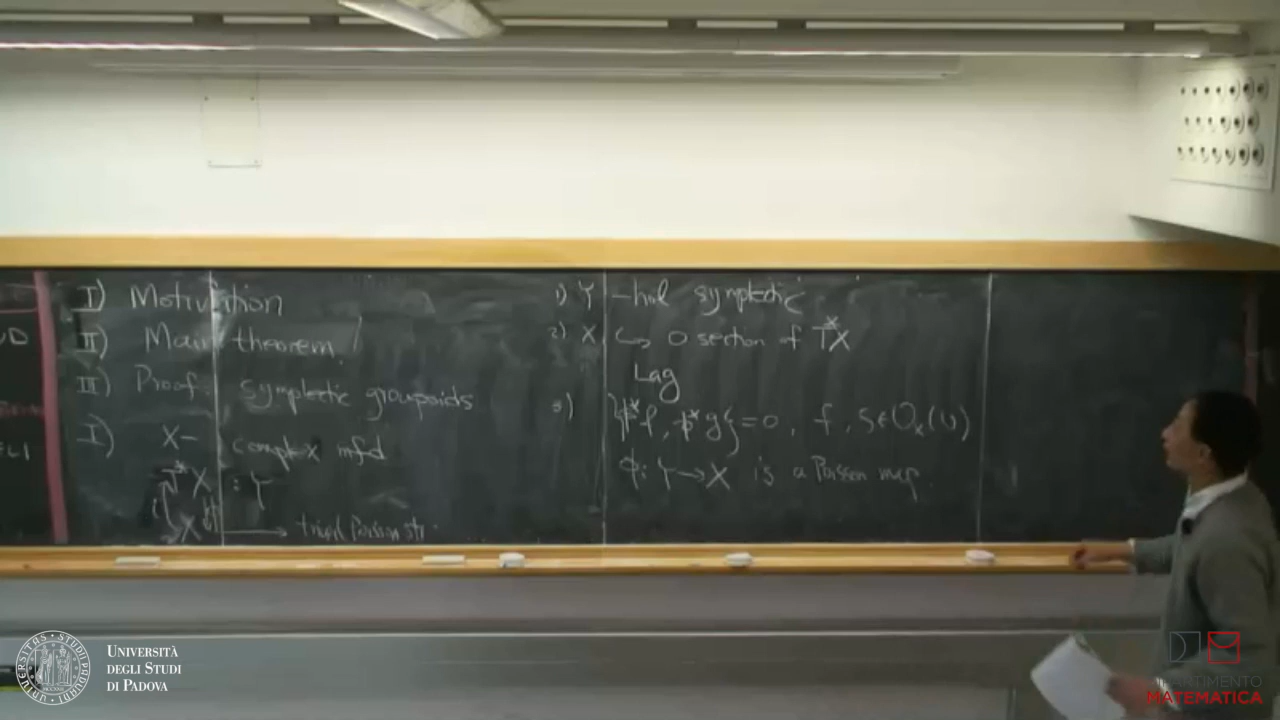 I) Motivation
II) Main theorem
III) Proof. symplectic groupoids
I) X- complex mfd
T*X : Y
X → trivial Poisson str.
1) Y -hol symplectic
2) X ↪ 0 section of T*X
Lag
3) {φ*f, φ*g} = 0, f, g ∈ O_X(U)
φ: Y → X is a Poisson map.
UNIVERSITÀ
DEGLI STUDI
DI PADOVA
DIPARTIMENTO
MATEMATICA